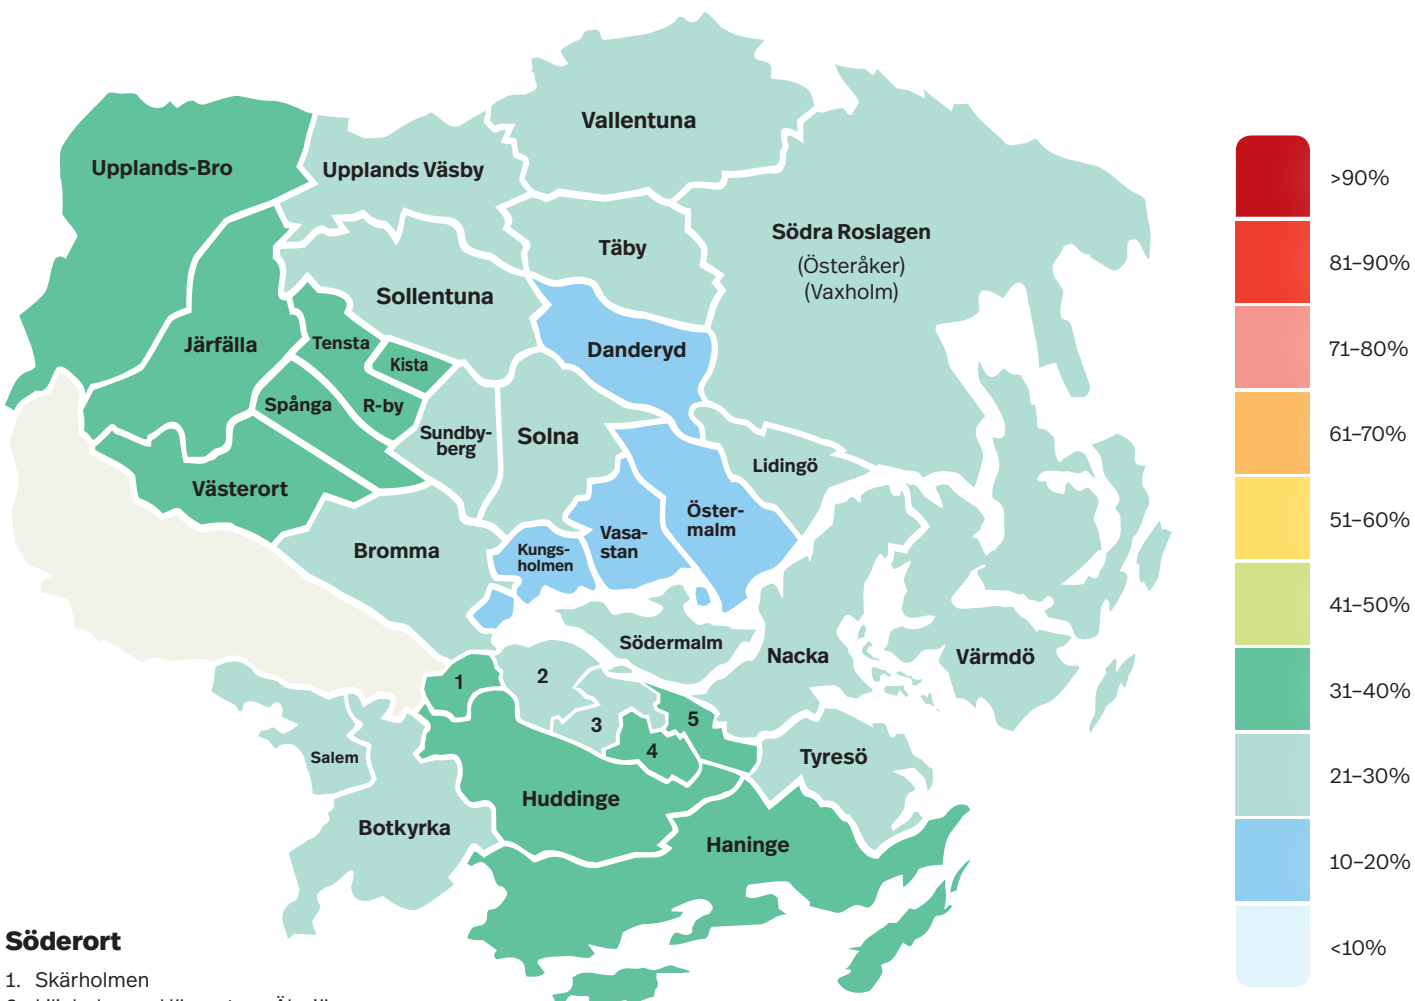 Vallentuna
Upplands-Bro
Upplands Väsby
Södra Roslagen
(Österåker)
(Vaxholm)
Täby
Sollentuna
Järfälla
Tensta
Kista
Danderyd
Spånga
R-by
Sundby-
berg
Solna
Lidingö
Västerort
Öster-
malm
Vasa-
stan
Bromma
Kungs-
holmen
Södermalm
Nacka
Värmdö
1
2
3
4
5
Salem
Tyresö
Huddinge
Botkyrka
Haninge
>90%
81–90%
71–80%
61–70%
51–60%
41–50%
31–40%
21–30%
10–20%
<10%
Söderort
1. Skärholmen